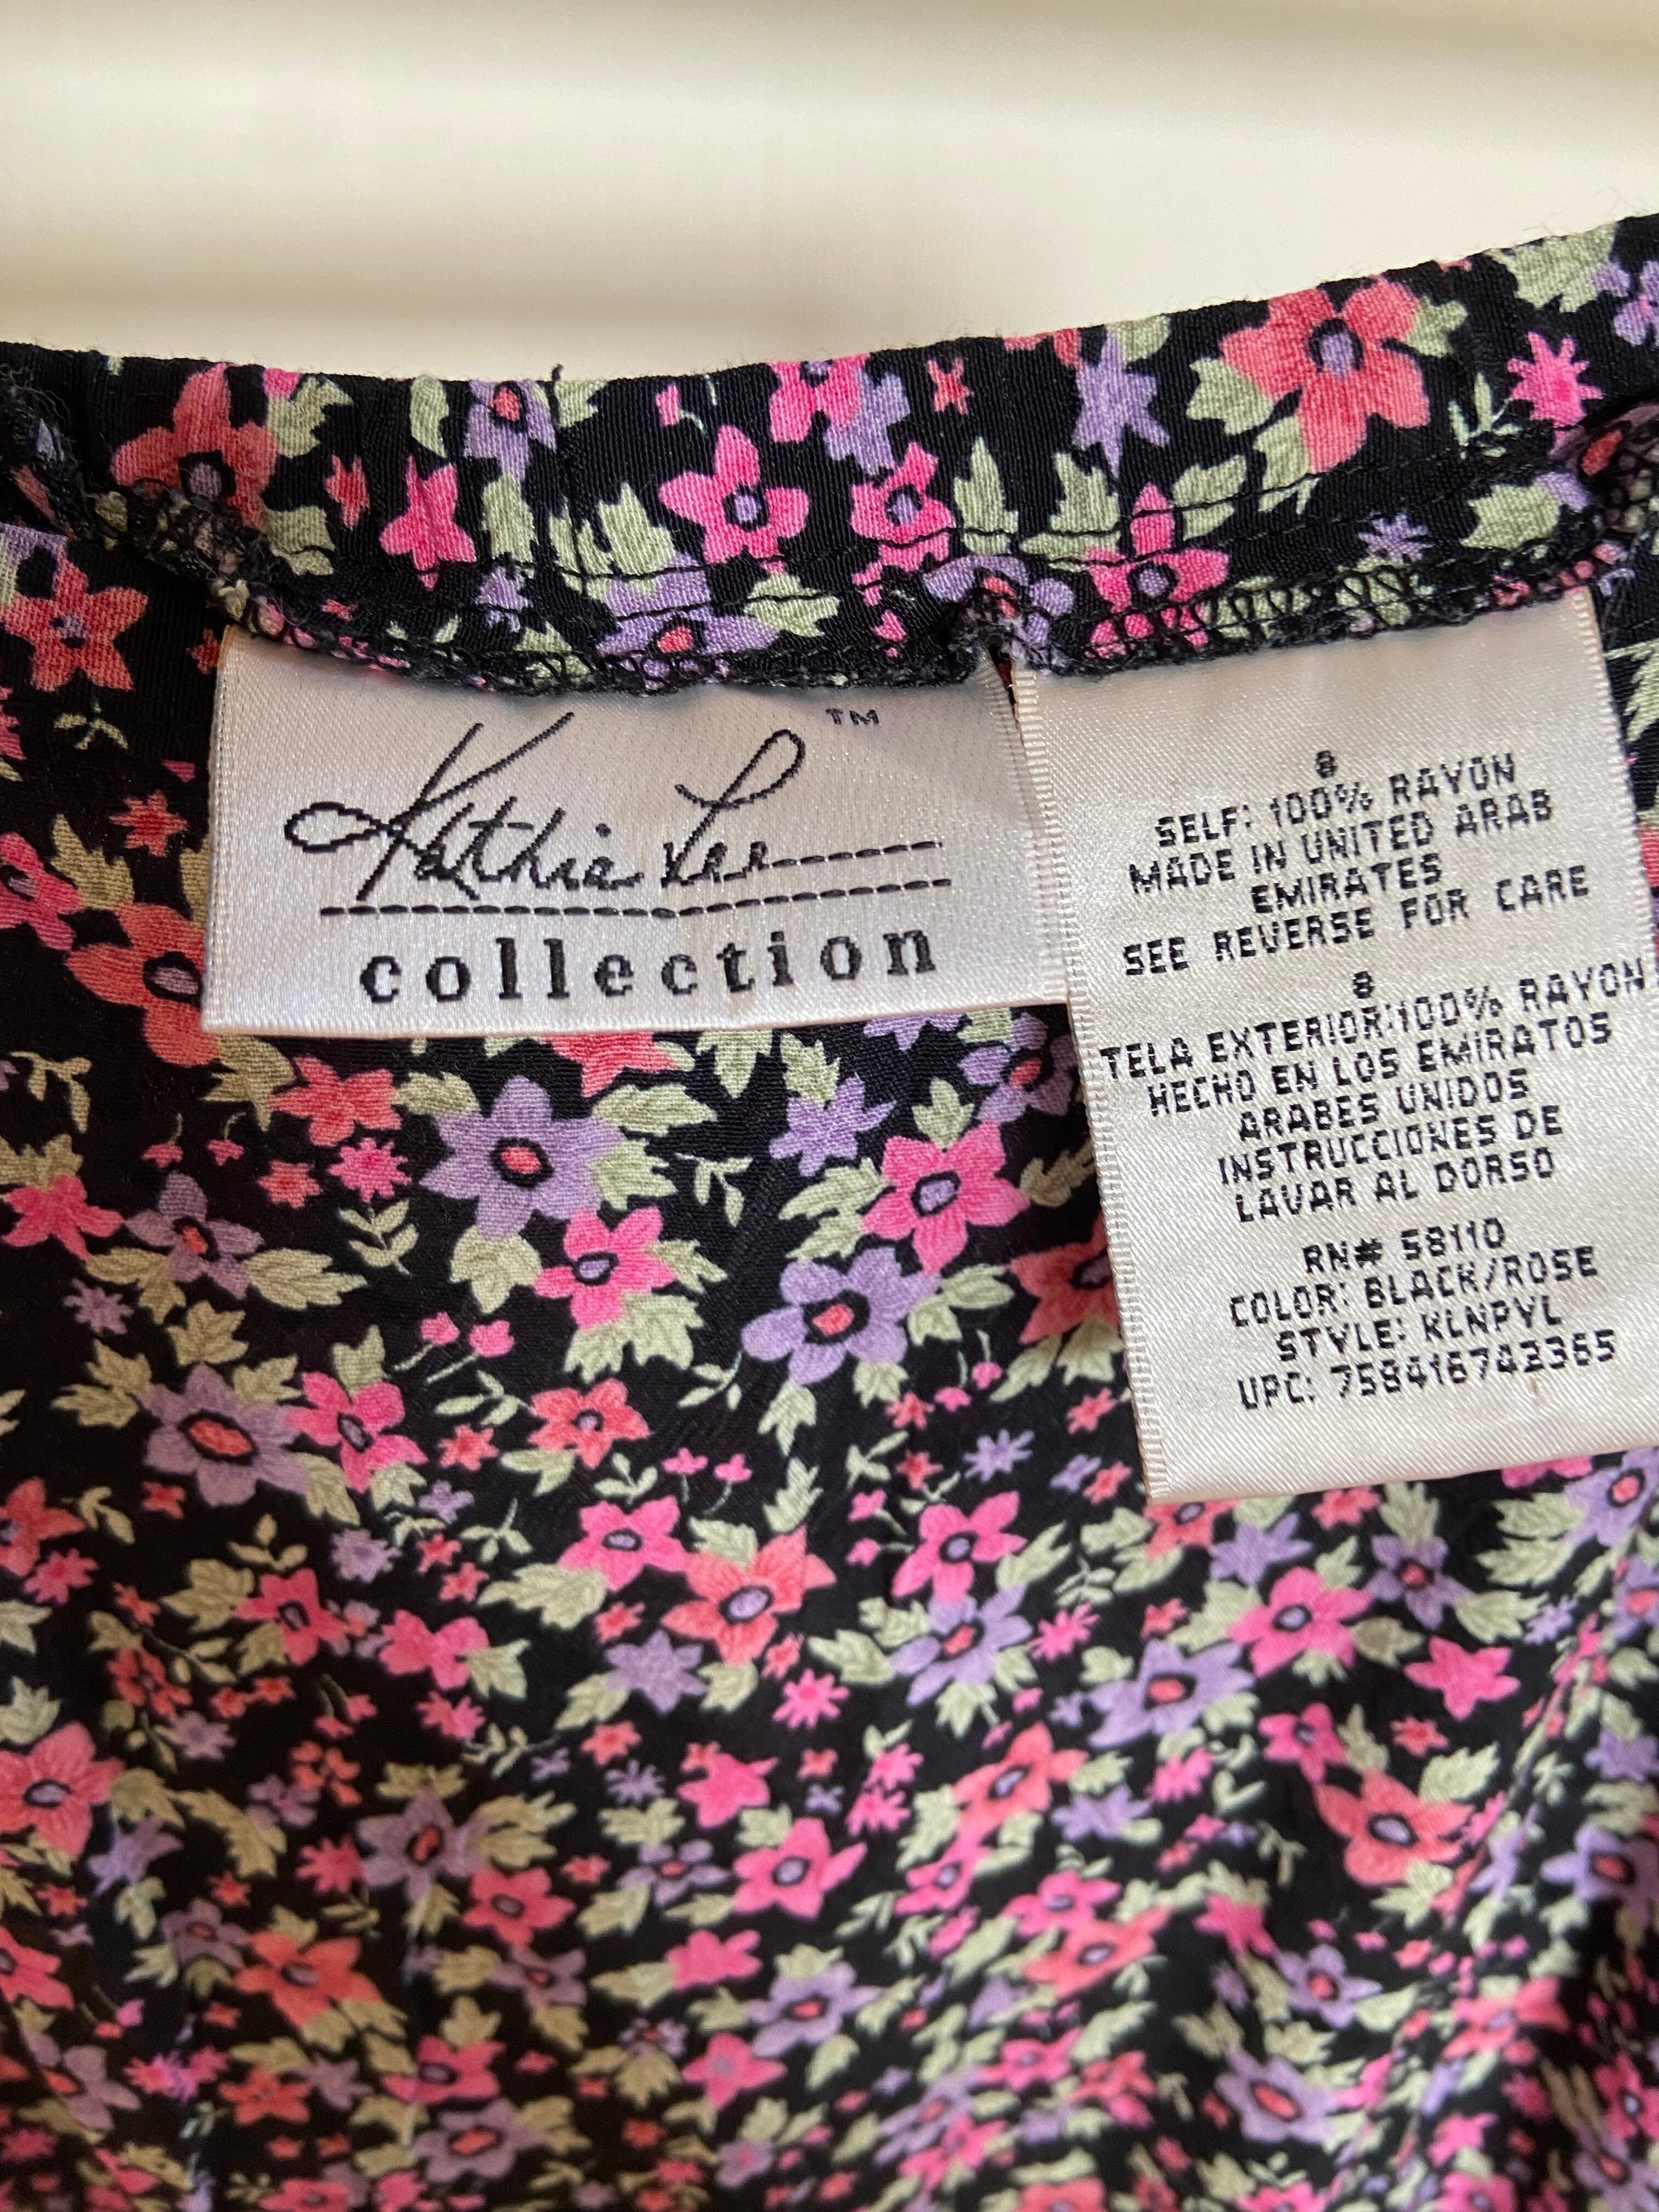 Kathie Lee™
collection
8
SELF: 100% RAYON
MADE IN UNITED ARAB
EMIRATES
SEE REVERSE FOR CARE
8
TELA EXTERIOR:100% RAYON
HECHO EN LOS EMIRATOS
ARABES UNIDOS
INSTRUCCIONES DE
LAVAR AL DORSO
RN# 58110
COLOR: BLACK/ROSE
STYLE: KLNPYL
UPC: 758416742365